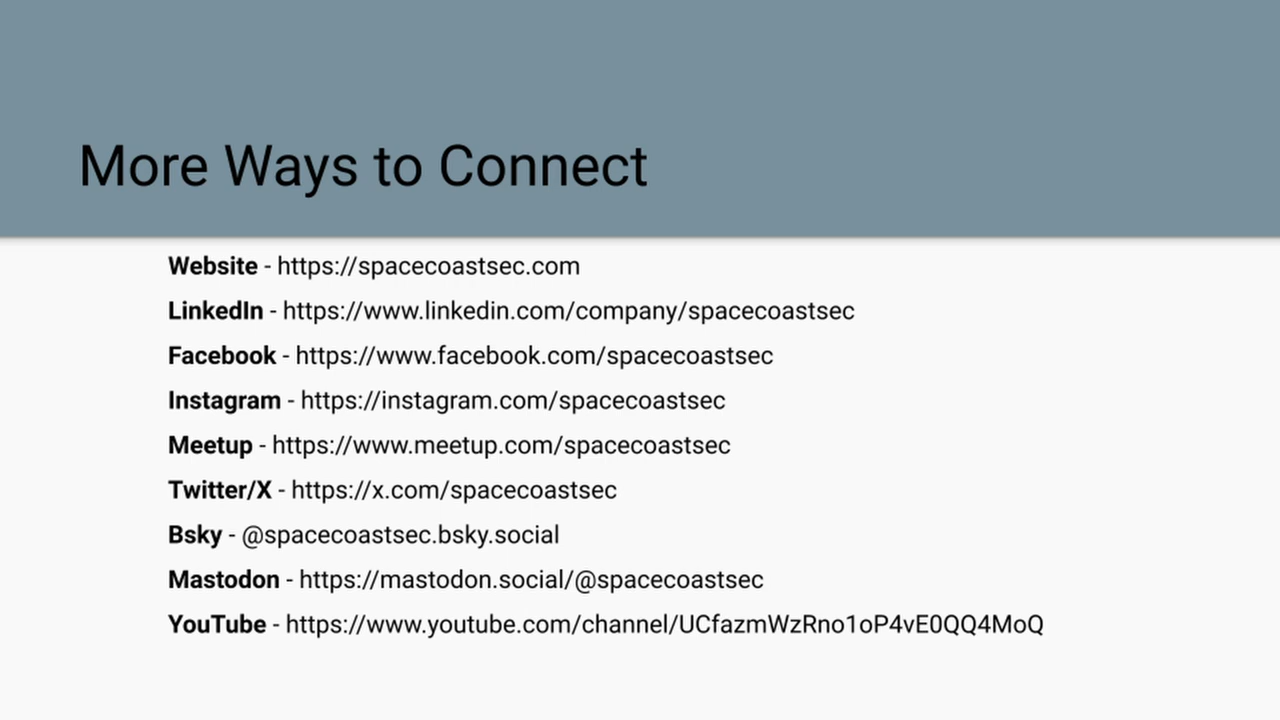 More Ways to Connect
Website - https://spacecoastsec.com
LinkedIn - https://www.linkedin.com/company/spacecoastsec
Facebook - https://www.facebook.com/spacecoastsec
Instagram - https://instagram.com/spacecoastsec
Meetup - https://www.meetup.com/spacecoastsec
Twitter/X - https://x.com/spacecoastsec
Bsky - @spacecoastsec.bsky.social
Mastodon - https://mastodon.social/@spacecoastsec
YouTube - https://www.youtube.com/channel/UCfazmWzRno1oP4vE0QQ4MoQ